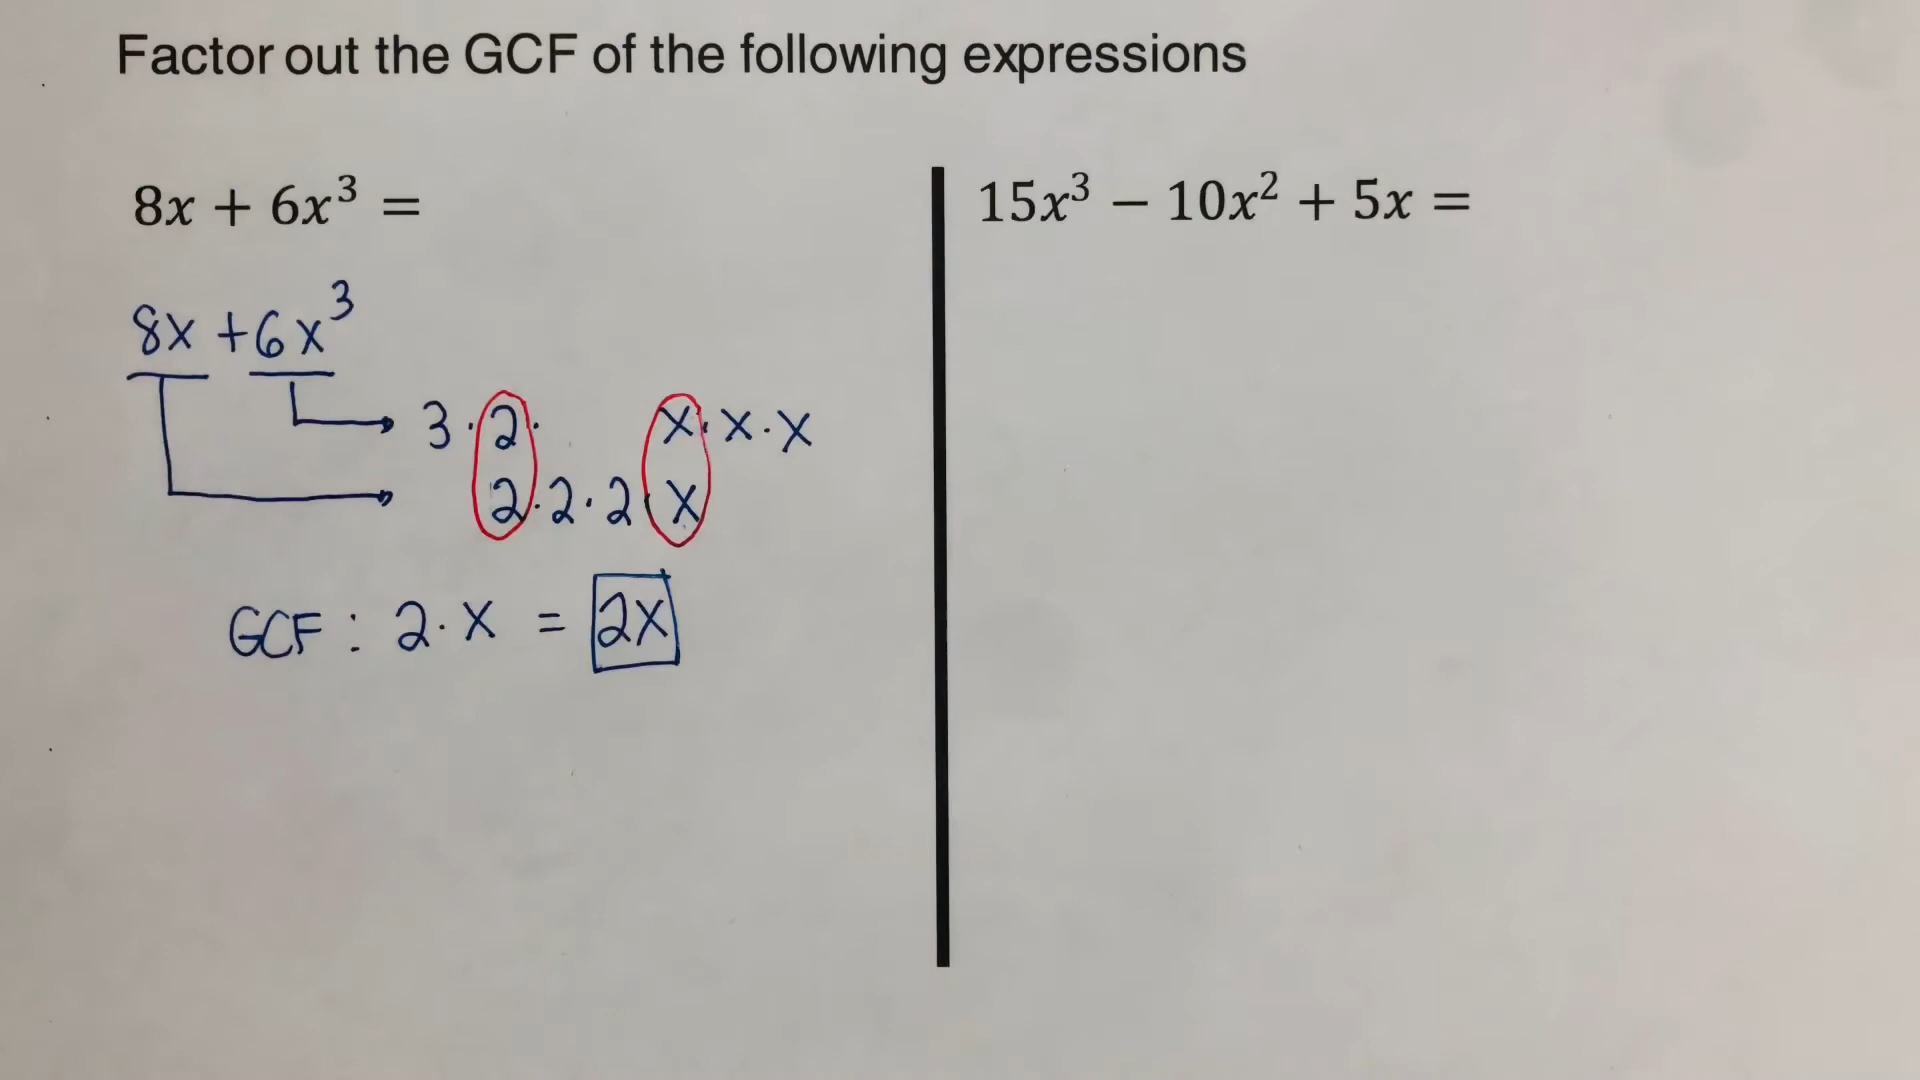 Factor out the GCF of the following expressions
8x + 6x³ =
8x + 6x³
3 · 2 · x · x · x
2 · 2 · 2 · x
GCF : 2 · x = 2x
15x³ − 10x² + 5x =